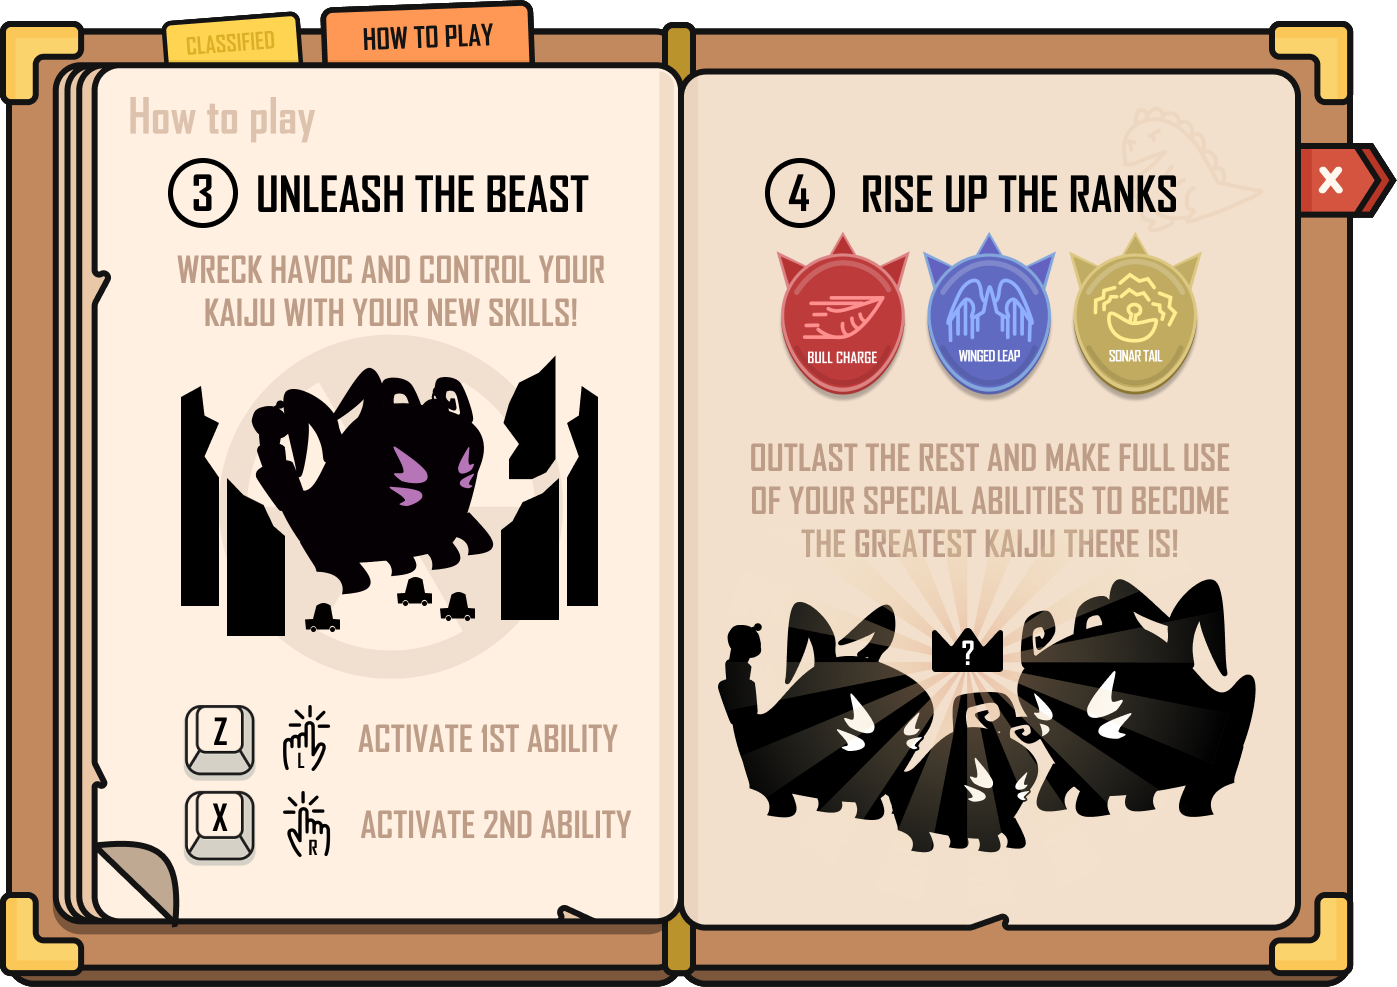 CLASSIFIED
HOW TO PLAY
How to play
3 UNLEASH THE BEAST
WRECK HAVOC AND CONTROL YOUR
KAIJU WITH YOUR NEW SKILLS!
Z L ACTIVATE 1ST ABILITY
X R ACTIVATE 2ND ABILITY
X
4 RISE UP THE RANKS
BULL CHARGE
WINGED LEAP
SONAR TAIL
OUTLAST THE REST AND MAKE FULL USE
OF YOUR SPECIAL ABILITIES TO BECOME
THE GREATEST KAIJU THERE IS!
?